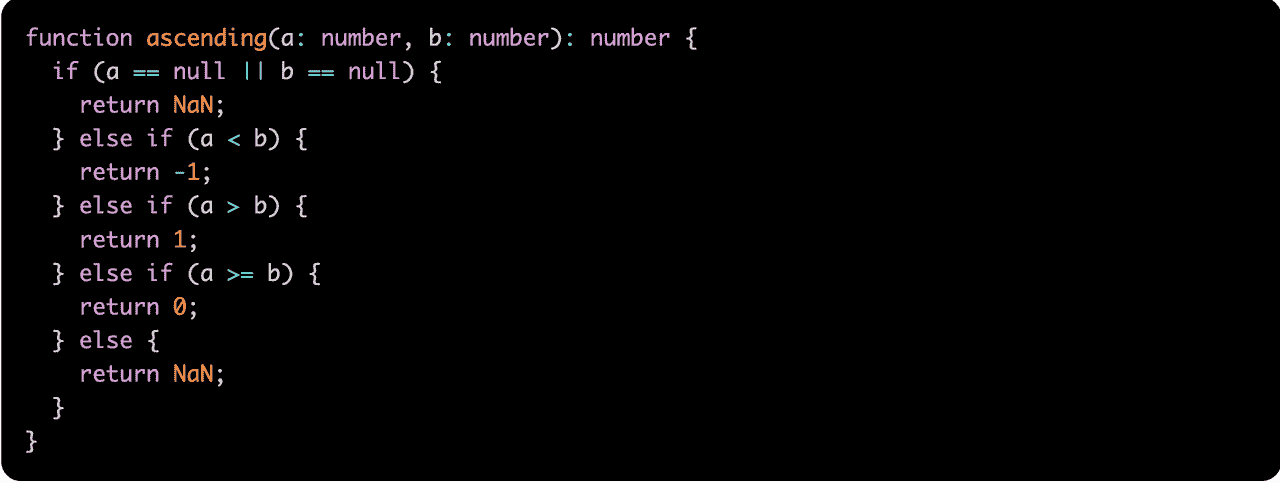 function ascending(a: number, b: number): number {
  if (a == null || b == null) {
    return NaN;
  } else if (a < b) {
    return -1;
  } else if (a > b) {
    return 1;
  } else if (a >= b) {
    return 0;
  } else {
    return NaN;
  }
}